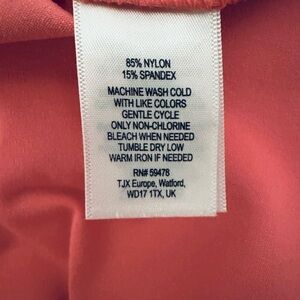 85% NYLON
15% SPANDEX
MACHINE WASH COLD
WITH LIKE COLORS
GENTLE CYCLE
ONLY NON-CHLORINE
BLEACH WHEN NEEDED
TUMBLE DRY LOW
WARM IRON IF NEEDED
RN# 59478
TJX Europe, Watford,
WD17 1TX, UK